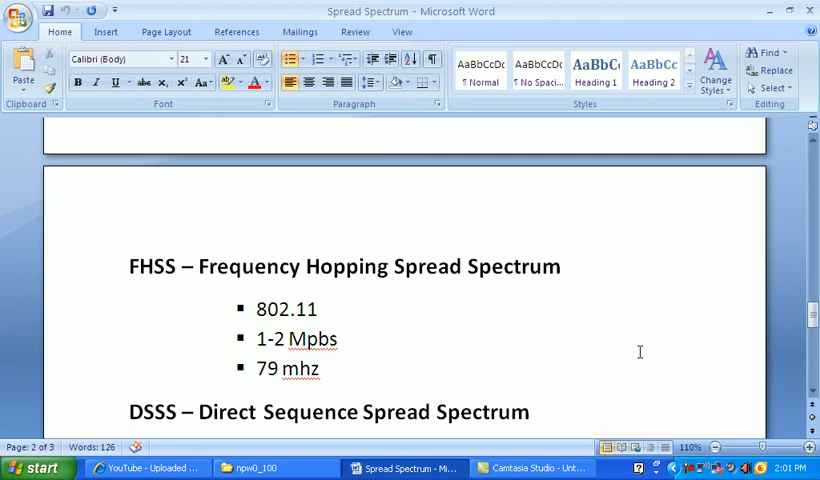 Spread Spectrum - Microsoft Word
Home Insert Page Layout References Mailings Review View
Paste
Calibri (Body) 21
AaBbCcDc AaBbCcDc AaBbC AaBbCc
¶ Normal ¶ No Spaci... Heading 1 Heading 2
Change Styles
Find
Replace
Select
Clipboard Font Paragraph Styles Editing
FHSS – Frequency Hopping Spread Spectrum
802.11
1-2 Mpbs
79 mhz
DSSS – Direct Sequence Spread Spectrum
Page: 2 of 3 Words: 126 110%
start YouTube - Uploaded ... npw0_100 Spread Spectrum - Mi... Camtasia Studio - Unt... 2:01 PM